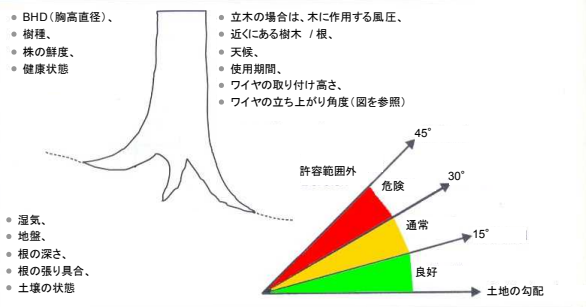 BHD（胸高直径）、
樹種、
株の鮮度、
健康状態
立木の場合は、木に作用する風圧、
近くにある樹木 / 根、
天候、
使用期間、
ワイヤの取り付け高さ、
ワイヤの立ち上がり角度（図を参照）
45°
許容範囲外
危険
30°
通常
15°
良好
土地の勾配
湿気、
地盤、
根の深さ、
根の張り具合、
土壌の状態